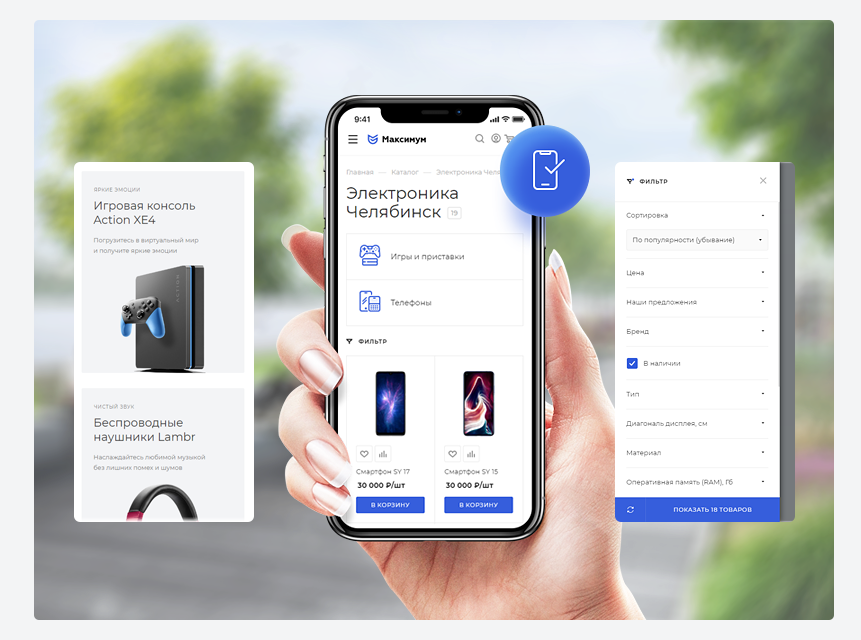 ЯРКИЕ ЭМОЦИИ
Игровая консоль
Action XE4
Погрузитесь в виртуальный мир
и получите яркие эмоции
ACTION
ЧИСТЫЙ ЗВУК
Беспроводные
наушники Lambr
Наслаждайтесь любимой музыкой
без лишних помех и шумов
9:41
Максимум
Главная — Каталог — Электроника Челя
Электроника
Челябинск 19
Игры и приставки
Телефоны
ФИЛЬТР
Смартфон SY 17
30 000 ₽/шт
В КОРЗИНУ
Смартфон SY 15
30 000 ₽/шт
В КОРЗИНУ
ФИЛЬТР
Сортировка
По популярности (убывание)
Цена
Наши предложения
Бренд
В наличии
Тип
Диагональ дисплея, см
Материал
Оперативная память (RAM), Гб
ПОКАЗАТЬ 18 ТОВАРОВ